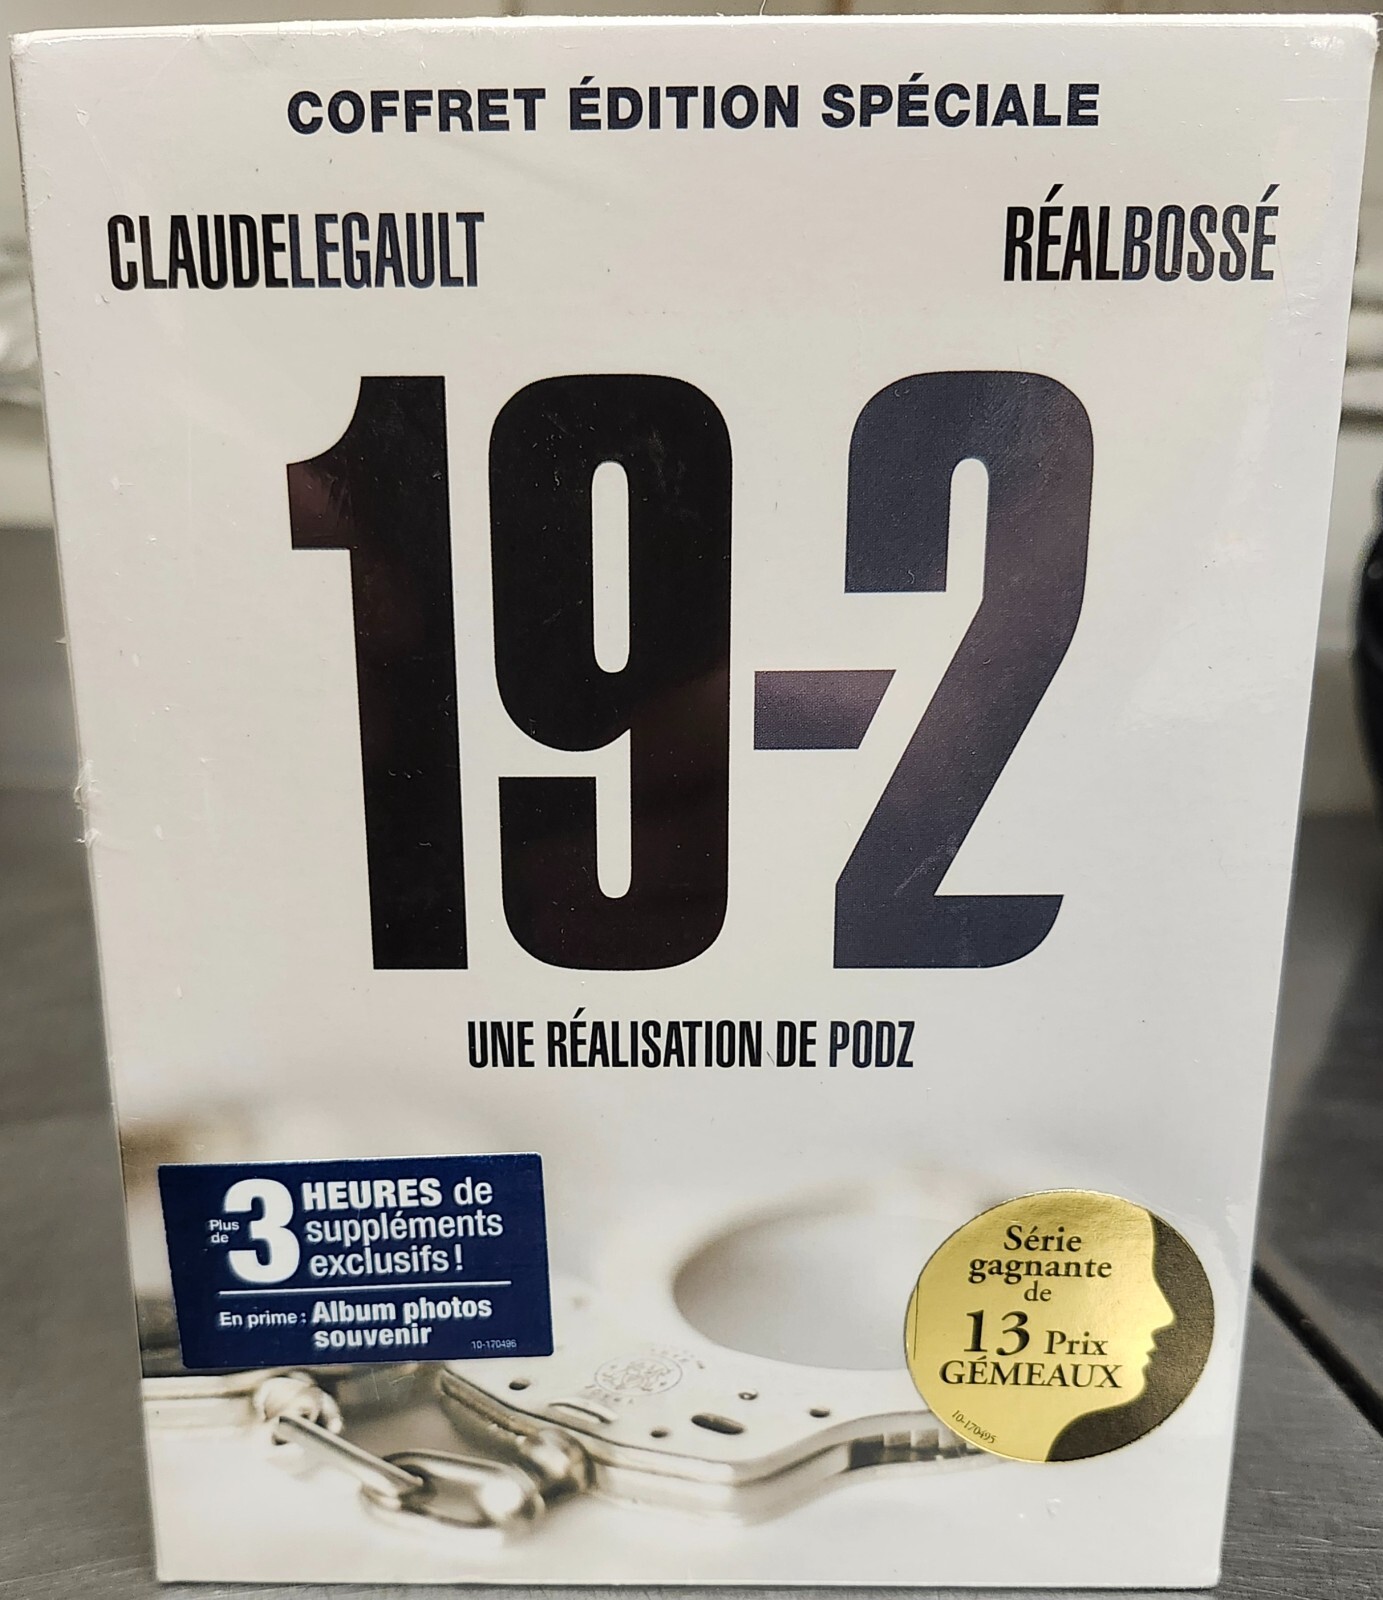 COFFRET ÉDITION SPÉCIALE
CLAUDELEGAULT
RÉALBOSSÉ
19-2
UNE RÉALISATION DE PODZ
Plus de 3 HEURES de
suppléments
exclusifs !
En prime : Album photos
souvenir
10-170496
Série
gagnante
de
13 Prix
GÉMEAUX
10-170495